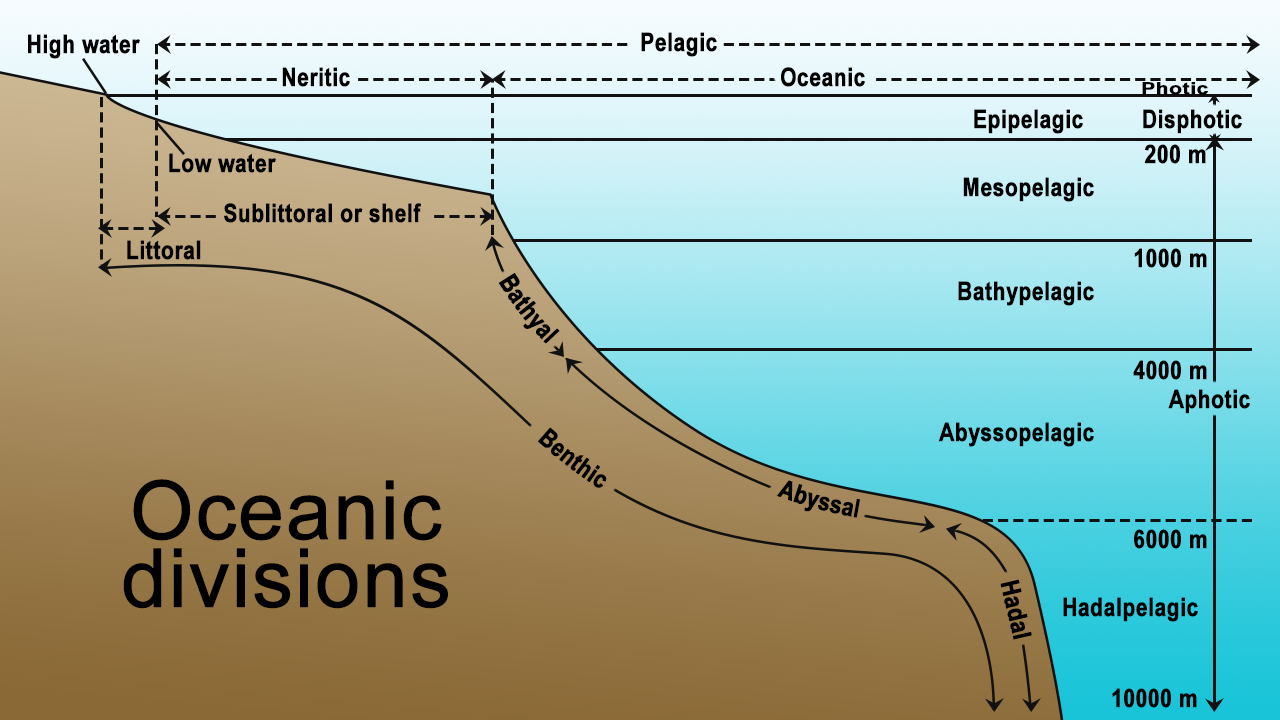 High water
Pelagic
Neritic
Oceanic
Photic
Epipelagic
Disphotic
Low water
200 m
Mesopelagic
Sublittoral or shelf
Littoral
1000 m
Bathypelagic
Bathyal
4000 m
Aphotic
Abyssopelagic
Benthic
Abyssal
Oceanic
divisions
6000 m
Hadal
Hadalpelagic
10000 m